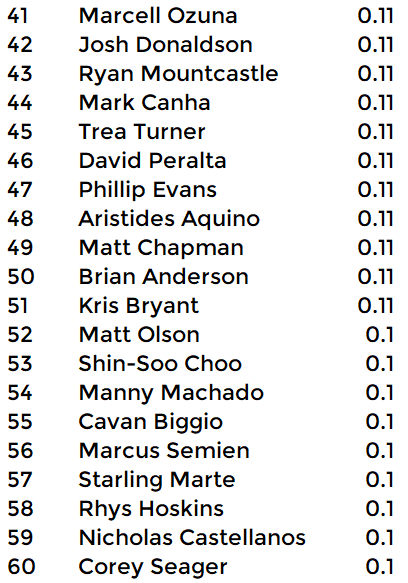 41 Marcell Ozuna 0.11
42 Josh Donaldson 0.11
43 Ryan Mountcastle 0.11
44 Mark Canha 0.11
45 Trea Turner 0.11
46 David Peralta 0.11
47 Phillip Evans 0.11
48 Aristides Aquino 0.11
49 Matt Chapman 0.11
50 Brian Anderson 0.11
51 Kris Bryant 0.11
52 Matt Olson 0.1
53 Shin-Soo Choo 0.1
54 Manny Machado 0.1
55 Cavan Biggio 0.1
56 Marcus Semien 0.1
57 Starling Marte 0.1
58 Rhys Hoskins 0.1
59 Nicholas Castellanos 0.1
60 Corey Seager 0.1